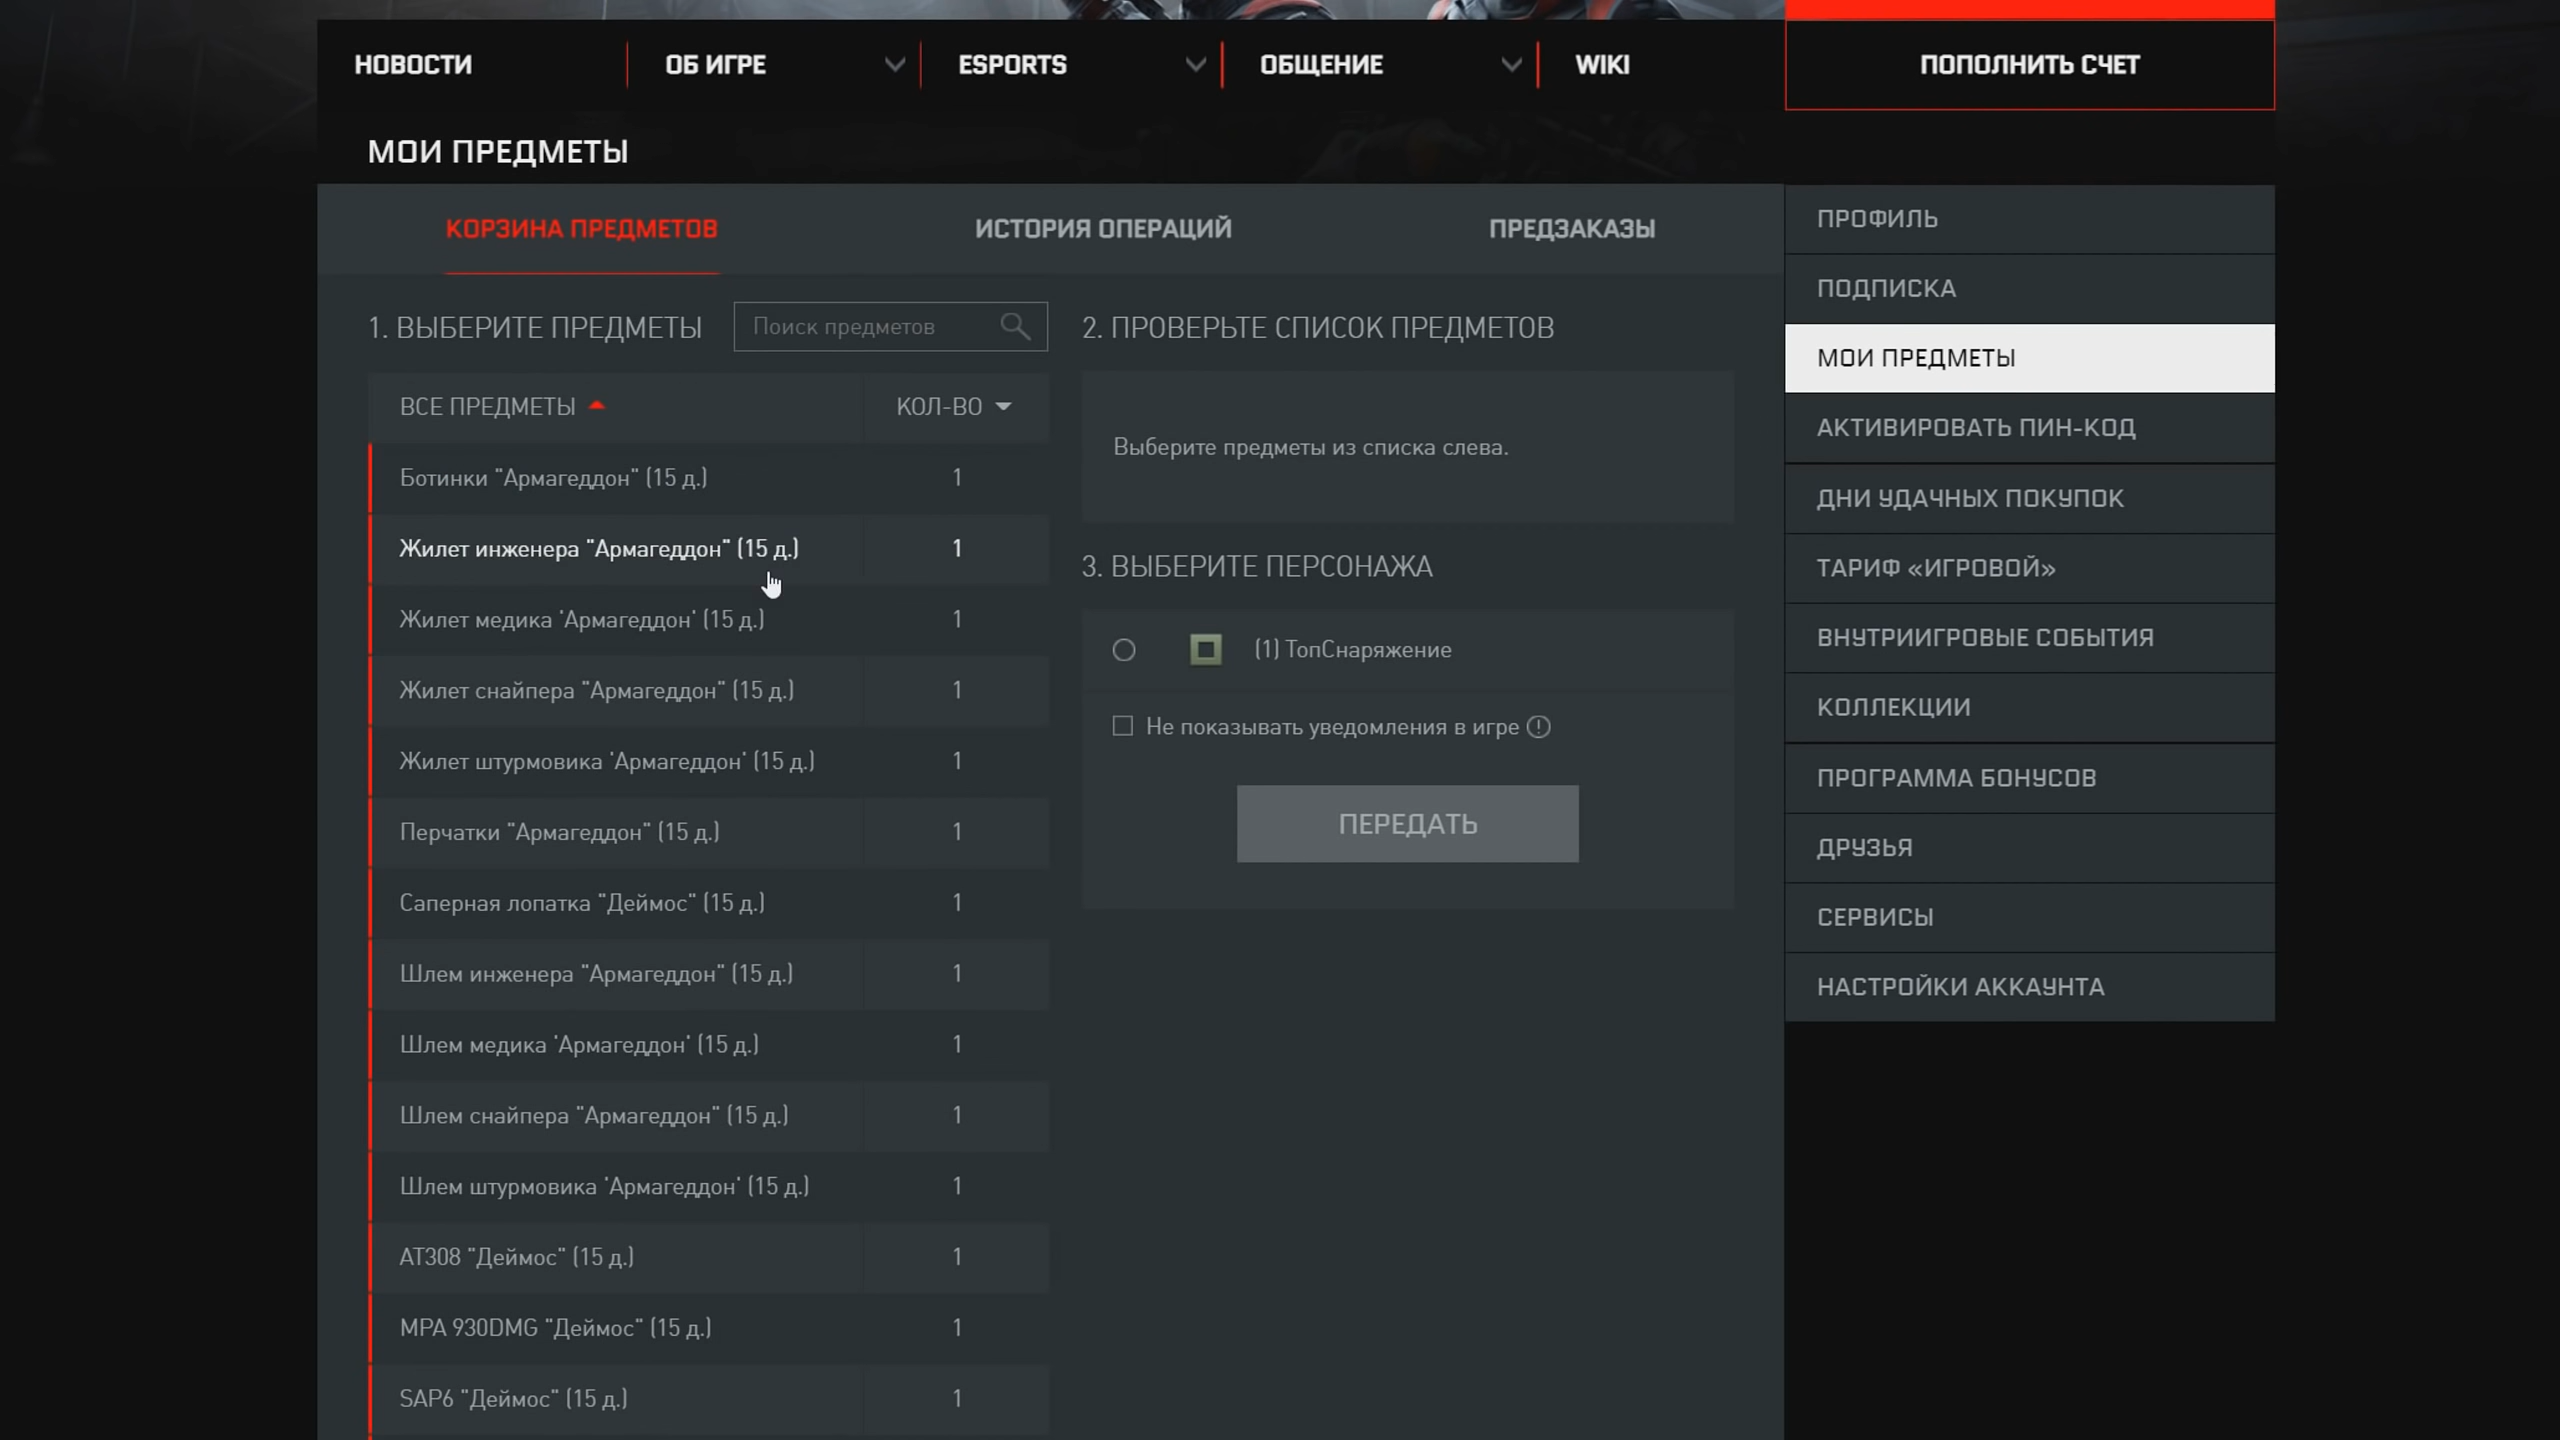 НОВОСТИ
ОБ ИГРЕ
ESPORTS
ОБЩЕНИЕ
WIKI
ПОПОЛНИТЬ СЧЕТ
МОИ ПРЕДМЕТЫ
КОРЗИНА ПРЕДМЕТОВ
ИСТОРИЯ ОПЕРАЦИЙ
ПРЕДЗАКАЗЫ
1. ВЫБЕРИТЕ ПРЕДМЕТЫ
Поиск предметов
ВСЕ ПРЕДМЕТЫ КОЛ-ВО
Ботинки "Армагеддон" (15 д.) 1
Жилет инженера "Армагеддон" (15 д.) 1
Жилет медика 'Армагеддон' (15 д.) 1
Жилет снайпера "Армагеддон" (15 д.) 1
Жилет штурмовика 'Армагеддон' (15 д.) 1
Перчатки "Армагеддон" (15 д.) 1
Саперная лопатка "Деймос" (15 д.) 1
Шлем инженера "Армагеддон" (15 д.) 1
Шлем медика 'Армагеддон' (15 д.) 1
Шлем снайпера "Армагеддон" (15 д.) 1
Шлем штурмовика 'Армагеддон' (15 д.) 1
AT308 "Деймос" (15 д.) 1
MPA 930DMG "Деймос" (15 д.) 1
SAP6 "Деймос" (15 д.) 1
2. ПРОВЕРЬТЕ СПИСОК ПРЕДМЕТОВ
Выберите предметы из списка слева.
3. ВЫБЕРИТЕ ПЕРСОНАЖА
(1) ТопСнаряжение
Не показывать уведомления в игре
ПЕРЕДАТЬ
ПРОФИЛЬ
ПОДПИСКА
МОИ ПРЕДМЕТЫ
АКТИВИРОВАТЬ ПИН-КОД
ДНИ УДАЧНЫХ ПОКУПОК
ТАРИФ «ИГРОВОЙ»
ВНУТРИИГРОВЫЕ СОБЫТИЯ
КОЛЛЕКЦИИ
ПРОГРАММА БОНУСОВ
ДРУЗЬЯ
СЕРВИСЫ
НАСТРОЙКИ АККАУНТА